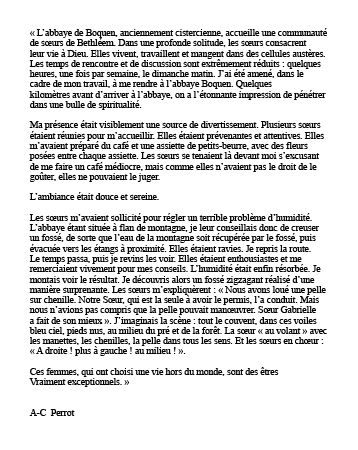 « L'abbaye de Boquen, anciennement cistercienne, accueille une communauté
de sœurs de Bethléem. Dans une profonde solitude, les sœurs consacrent
leur vie à Dieu. Elles vivent, travaillent et mangent dans des cellules austères.
Les temps de rencontre et de discussion sont extrêmement réduits : quelques
heures, une fois par semaine, le dimanche matin. J'ai été amené, dans le
cadre de mon travail, à me rendre à l'abbaye Boquen. Quelques
kilomètres avant d'arriver à l'abbaye, on a l'étonnante impression de pénétrer
dans une bulle de spiritualité.

Ma présence était visiblement une source de divertissement. Plusieurs sœurs
étaient réunies pour m'accueillir. Elles étaient prévenantes et attentives. Elles
m'avaient préparé du café et une assiette de petits-beurre, avec des fleurs
posées entre chaque assiette. Les sœurs se tenaient là devant moi s'excusant
de me faire un café médiocre, mais comme elles n'avaient pas le droit de le
goûter, elles ne pouvaient le juger.

L'ambiance était douce et sereine.

Les sœurs m'avaient sollicité pour régler un terrible problème d'humidité.
L'abbaye étant située à flan de montagne, je leur conseillais donc de creuser
un fossé, de sorte que l'eau de la montagne soit récupérée par le fossé, puis
évacuée vers les étangs à proximité. Elles étaient ravies. Je repris la route.
Le temps passa, puis je revins les voir. Elles étaient enthousiastes et me
remerciaient vivement pour mes conseils. L'humidité était enfin résorbée. Je
montais voir le résultat. Je découvris alors un fossé zigzagant réalisé d'une
manière surprenante. Les sœurs m'expliquèrent : « Nous avons loué une pelle
sur chenille. Notre Sœur, qui est la seule à avoir le permis, l'a conduit. Mais
nous n'avions pas compris que la pelle pouvait manœuvrer. Sœur Gabrielle
a fait de son mieux ». J'imaginais la scène : tout le couvent, dans ces voiles
bleu ciel, pieds nus, au milieu du pré et de la forêt. La sœur « au volant » avec
les manettes, les chenilles, la pelle dans tous les sens. Et les sœurs en chœur :
« A droite ! plus à gauche ! au milieu ! ».

Ces femmes, qui ont choisi une vie hors du monde, sont des êtres
Vraiment exceptionnels. »

A-C Perrot